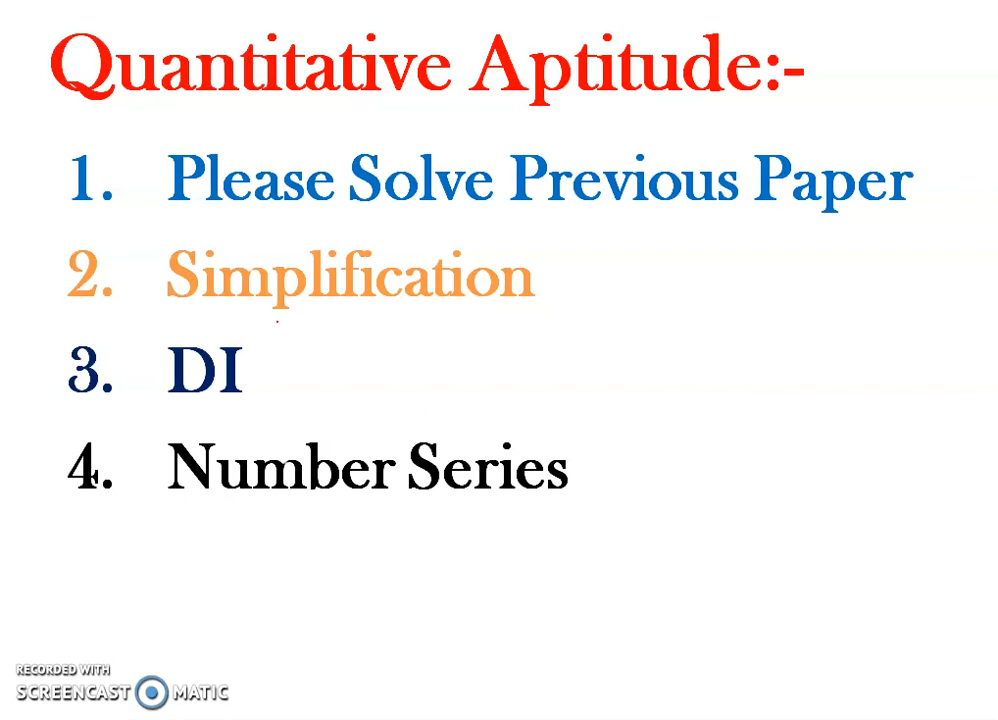 Quantitative Aptitude:-
1. Please Solve Previous Paper
2. Simplification
3. DI
4. Number Series
RECORDED WITH
SCREENCAST MATIC